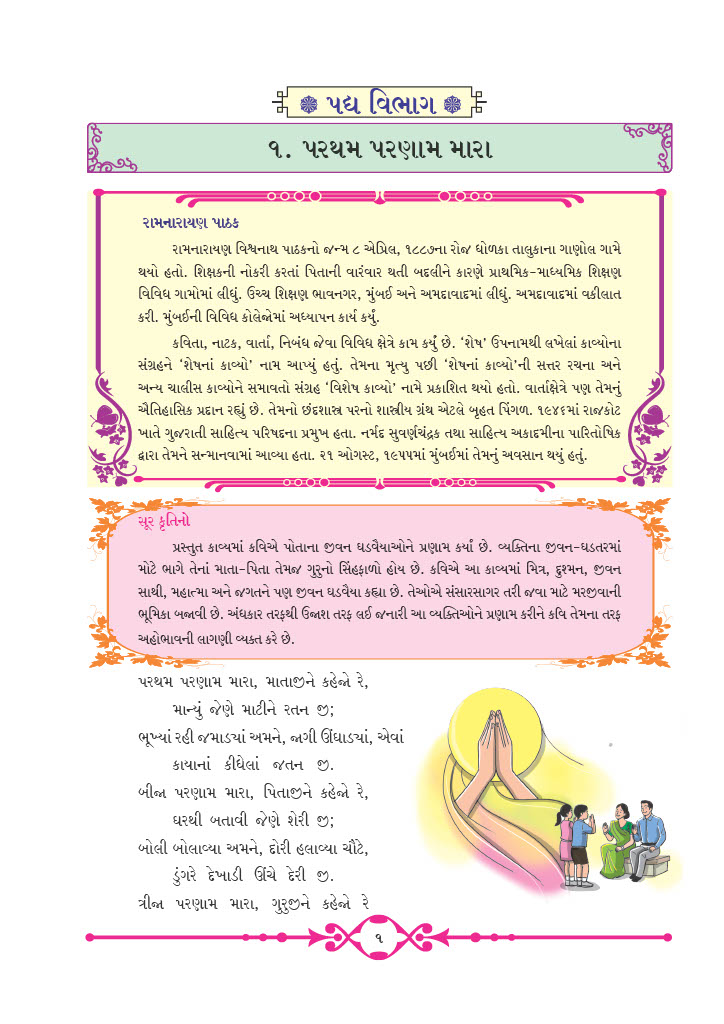 પદ્ય વિભાગ
૧. પરથમ પરણામ મારા
રામનારાયણ પાઠક
રામનારાયણ વિશ્વનાથ પાઠકનો જન્મ ૮ એપ્રિલ, ૧૮૮૭ના રોજ ધોળકા તાલુકાના ગાણોલ ગામે
થયો હતો. શિક્ષકની નોકરી કરતાં પિતાની વારંવાર થતી બદલીને કારણે પ્રાથમિક-માધ્યમિક શિક્ષણ
વિવિધ ગામોમાં લીધું. ઉચ્ચ શિક્ષણ ભાવનગર, મુંબઈ અને અમદાવાદમાં લીધું. અમદાવાદમાં વકીલાત
કરી. મુંબઈની વિવિધ કોલેજોમાં અધ્યાપન કાર્ય કર્યું.
કવિતા, નાટક, વાર્તા, નિબંધ જેવા વિવિધ ક્ષેત્રે કામ કર્યું છે. ‘શેષ’ ઉપનામથી લખેલાં કાવ્યોના
સંગ્રહને ‘શેષનાં કાવ્યો’ નામ આપ્યું હતું. તેમના મૃત્યુ પછી ‘શેષનાં કાવ્યો’ની સત્તર રચના અને
અન્ય ચાલીસ કાવ્યોને સમાવતો સંગ્રહ ‘વિશેષ કાવ્યો’ નામે પ્રકાશિત થયો હતો. વાર્તાક્ષેત્રે પણ તેમનું
ઐતિહાસિક પ્રદાન રહ્યું છે. તેમનો છંદશાસ્ત્ર પરનો શાસ્ત્રીય ગ્રંથ એટલે બૃહત પિંગળ. ૧૯૪૬માં રાજકોટ
ખાતે ગુજરાતી સાહિત્ય પરિષદના પ્રમુખ હતા. નર્મદ સુવર્ણચંદ્રક તથા સાહિત્ય અકાદમીના પારિતોષિક
દ્વારા તેમને સન્માનવામાં આવ્યા હતા. ૨૧ ઓગસ્ટ, ૧૯૫૫માં મુંબઈમાં તેમનું અવસાન થયું હતું.
સૂર કૃતિનો
પ્રસ્તુત કાવ્યમાં કવિએ પોતાના જીવન ઘડવૈયાઓને પ્રણામ કર્યાં છે. વ્યક્તિના જીવન-ઘડતરમાં
મોટે ભાગે તેનાં માતા-પિતા તેમજ ગુરુનો સિંહફાળો હોય છે. કવિએ આ કાવ્યમાં મિત્ર, દુશ્મન, જીવન
સાથી, મહાત્મા અને જગતને પણ જીવન ઘડવૈયા કહ્યા છે. તેઓએ સંસારસાગર તરી જવા માટે મરજીવાની
ભૂમિકા બજાવી છે. અંધકાર તરફથી ઉજાશ તરફ લઈ જનારી આ વ્યક્તિઓને પ્રણામ કરીને કવિ તેમના તરફ
અહોભાવની લાગણી વ્યક્ત કરે છે.
પરથમ પરણામ મારા, માતાજીને કહેજો રે,
માન્યું જેણે માટીને રતન જી;
ભૂખ્યાં રહી જમાડયાં અમને, જાગી ઊંઘાડયાં, એવાં
કાયાનાં કીધેલાં જતન જી.
બીજા પરણામ મારા, પિતાજીને કહેજો રે,
ઘરથી બતાવી જેણે શેરી જી;
બોલી બોલાવ્યા અમને, દોરી હલાવ્યા ચૌટે,
ડુંગરે દેખાડી ઊંચે દેરી જી.
ત્રીજા પરણામ મારા, ગુરુજીને કહેજો રે
૧